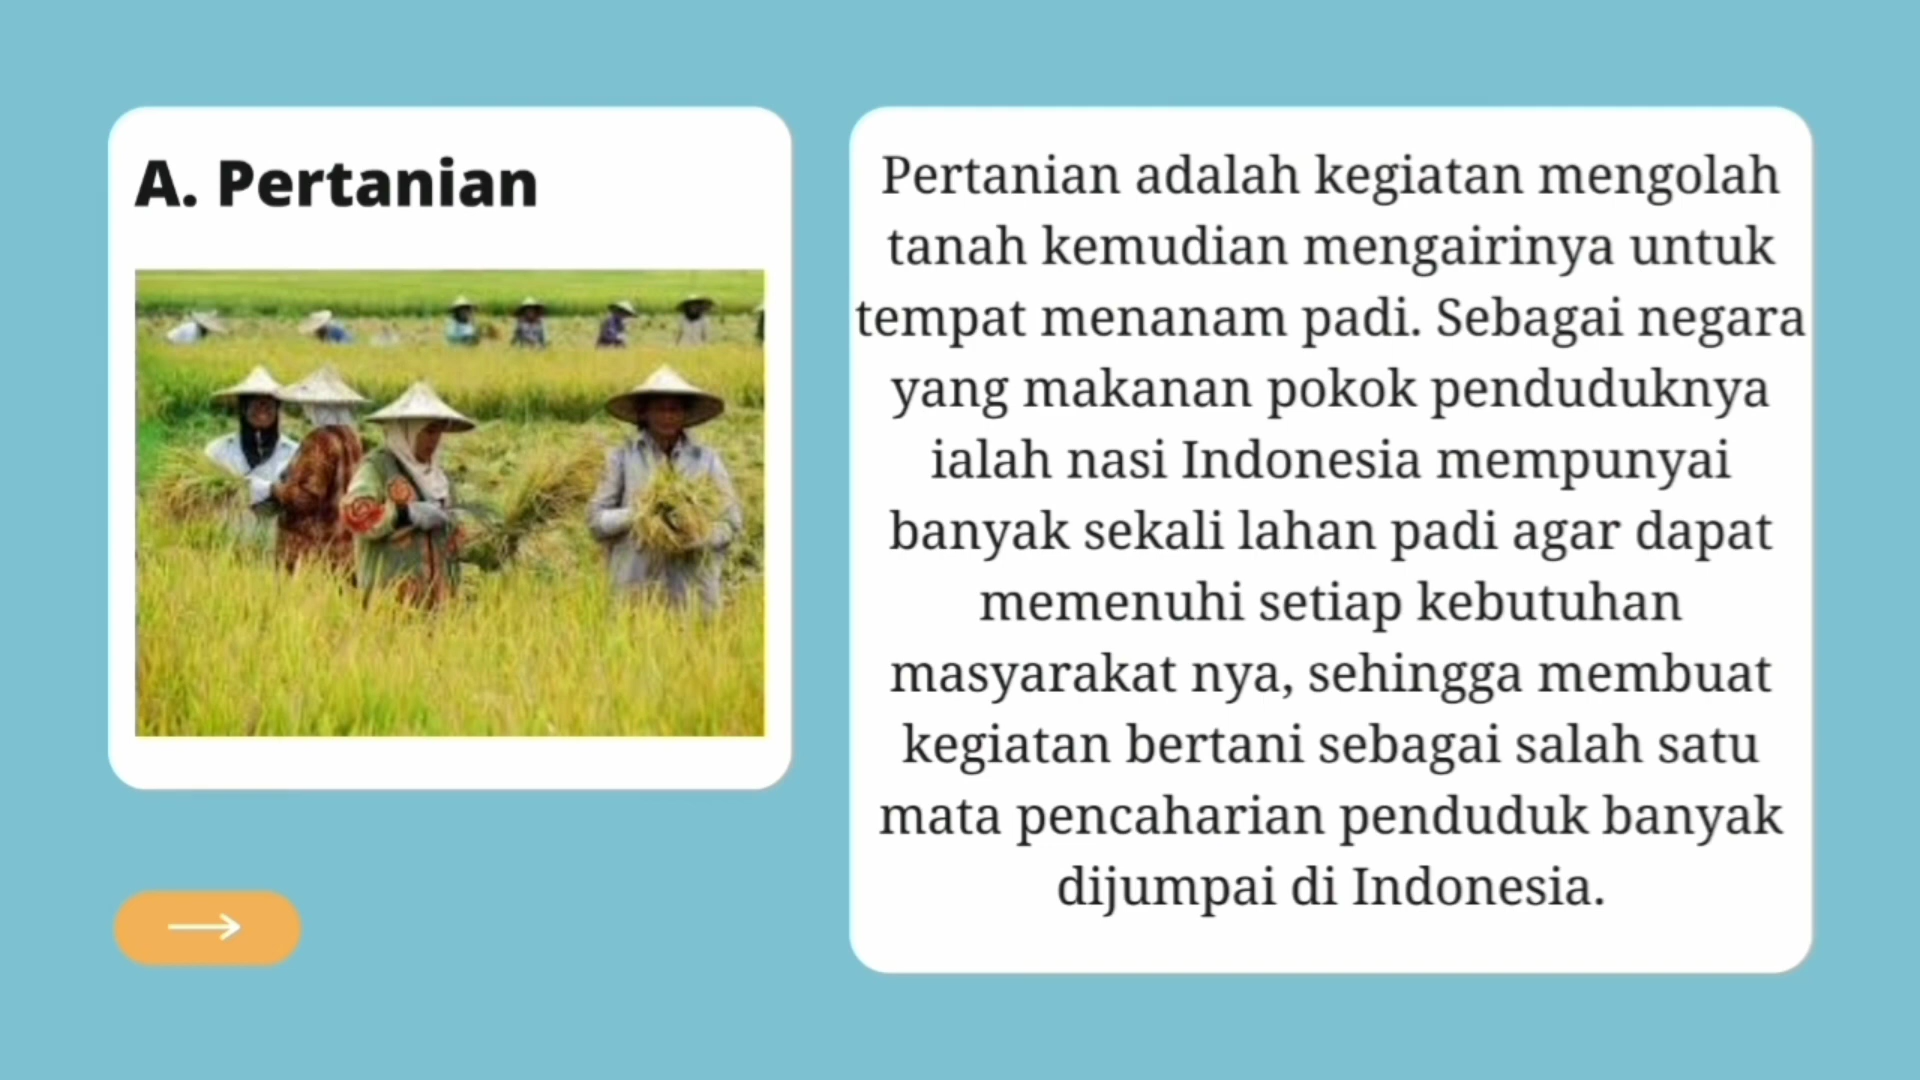 A. Pertanian
Pertanian adalah kegiatan mengolah
tanah kemudian mengairinya untuk
tempat menanam padi. Sebagai negara
yang makanan pokok penduduknya
ialah nasi Indonesia mempunyai
banyak sekali lahan padi agar dapat
memenuhi setiap kebutuhan
masyarakat nya, sehingga membuat
kegiatan bertani sebagai salah satu
mata pencaharian penduduk banyak
dijumpai di Indonesia.